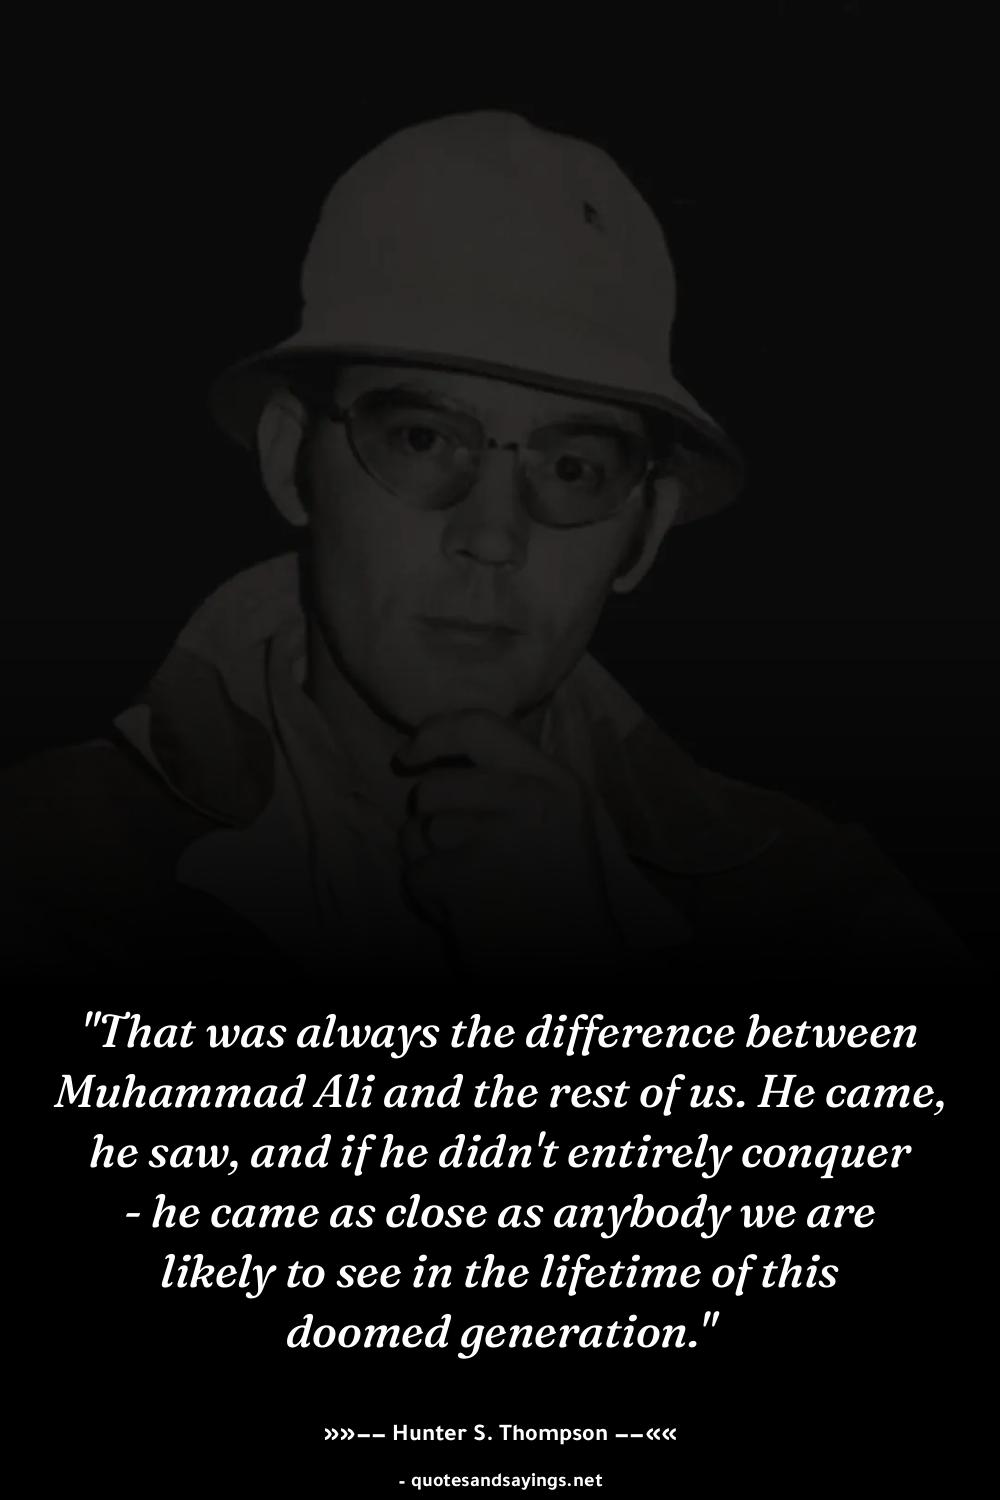 "That was always the difference between
Muhammad Ali and the rest of us. He came,
he saw, and if he didn't entirely conquer
- he came as close as anybody we are
likely to see in the lifetime of this
doomed generation."
»»–– Hunter S. Thompson ––««
- quotesandsayings.net